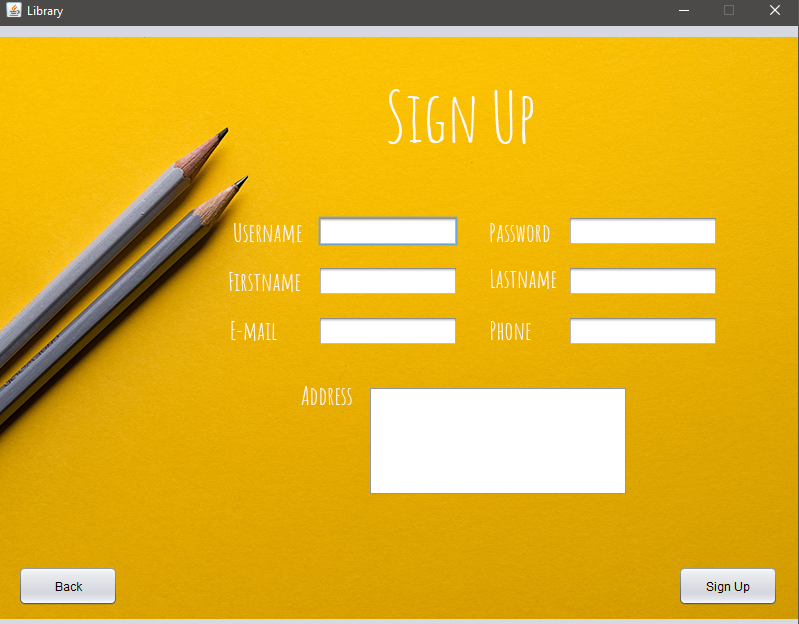 Library
Sign Up
Username Password
Firstname Lastname
E-mail Phone
Address
Back Sign Up